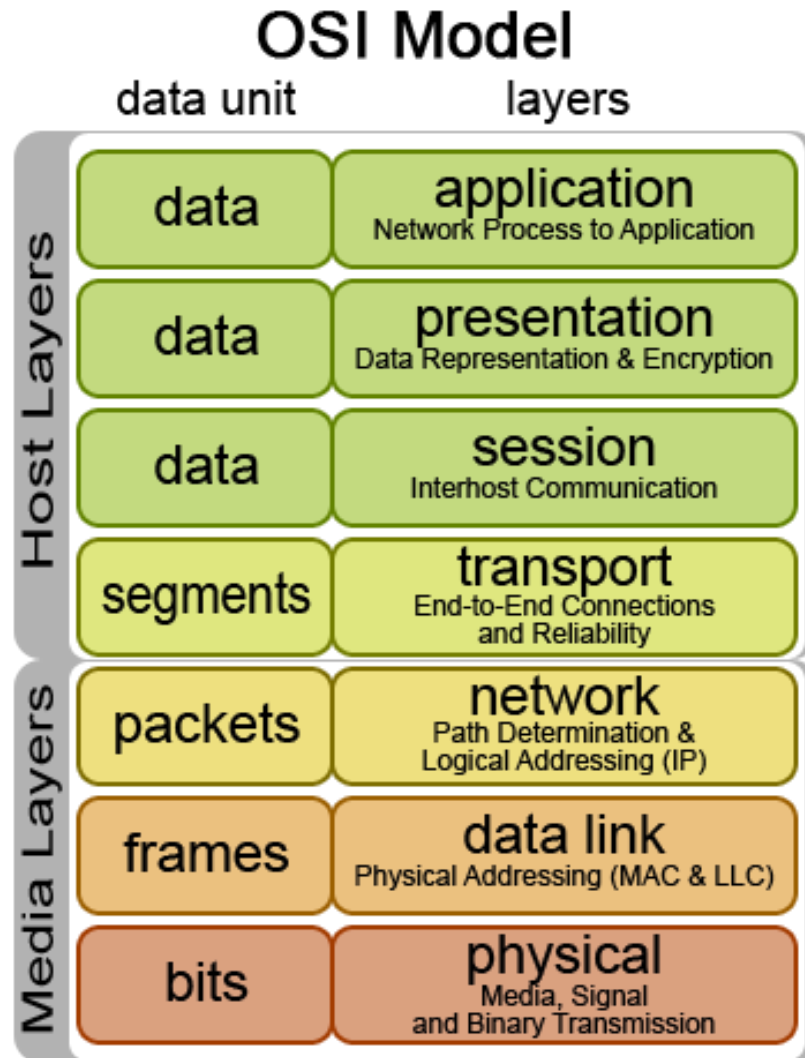 OSI Model
data unit layers
Host Layers
data application
Network Process to Application
data presentation
Data Representation & Encryption
data session
Interhost Communication
segments transport
End-to-End Connections
and Reliability
Media Layers
packets network
Path Determination &
Logical Addressing (IP)
frames data link
Physical Addressing (MAC & LLC)
bits physical
Media, Signal
and Binary Transmission